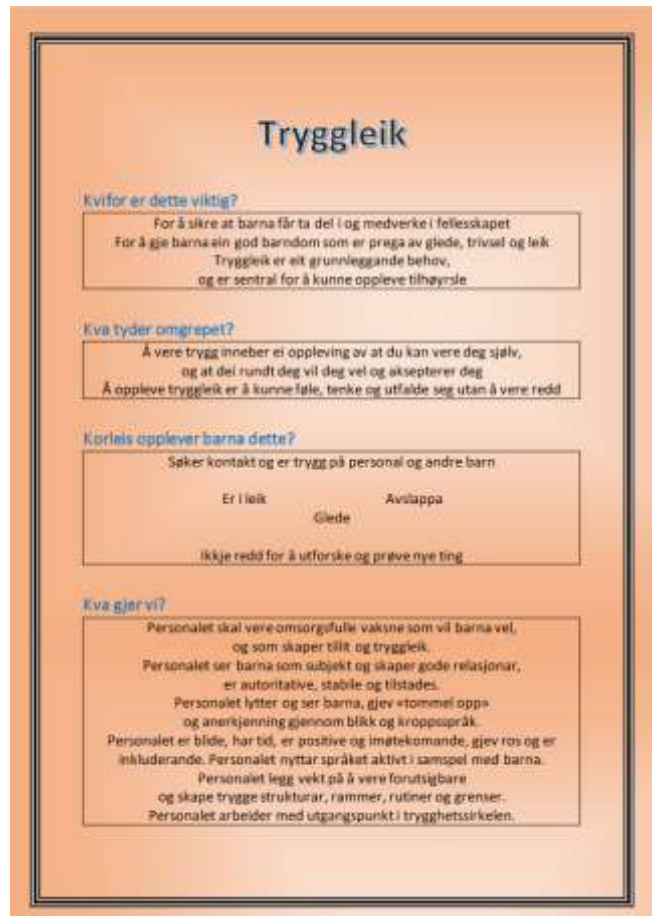 Tryggleik
Kvifor er dette viktig?
For å sikre at barna får ta del i og medverke i fellesskapet
For å gje barna ein god barndom som er prega av glede, trivsel og leik
Tryggleik er eit grunnleggande behov,
og er sentral for å kunne oppleve tilhøyrsle
Kva tyder omgrepet?
Å vere trygg inneber ei oppleving av at du kan vere deg sjølv,
og at dei rundt deg vil deg vel og aksepterer deg
Å oppleve tryggleik er å kunne føle, tenke og utfalde seg utan å vere redd
Korleis opplever barna dette?
Søker kontakt og er trygg på personal og andre barn
Er i leik Avslappa
Glede
Ikkje redd for å utforske og prøve nye ting
Kva gjer vi?
Personalet skal vere omsorgsfulle vaksne som vil barna vel,
og som skaper tillit og tryggleik.
Personalet ser barna som subjekt og skaper gode relasjonar,
er autoritative, stabile og tilstades.
Personalet lytter og ser barna, gjev «tommel opp»
og anerkjenning gjennom blikk og kroppsspråk.
Personalet er blide, har tid, er positive og imøtekomande, gjev ros og er
inkluderande. Personalet nyttar språket aktivt i samspel med barna.
Personalet legg vekt på å vere forutsigbare
og skape trygge strukturar, rammer, rutiner og grenser.
Personalet arbeider med utgangspunkt i trygghetssirkelen.